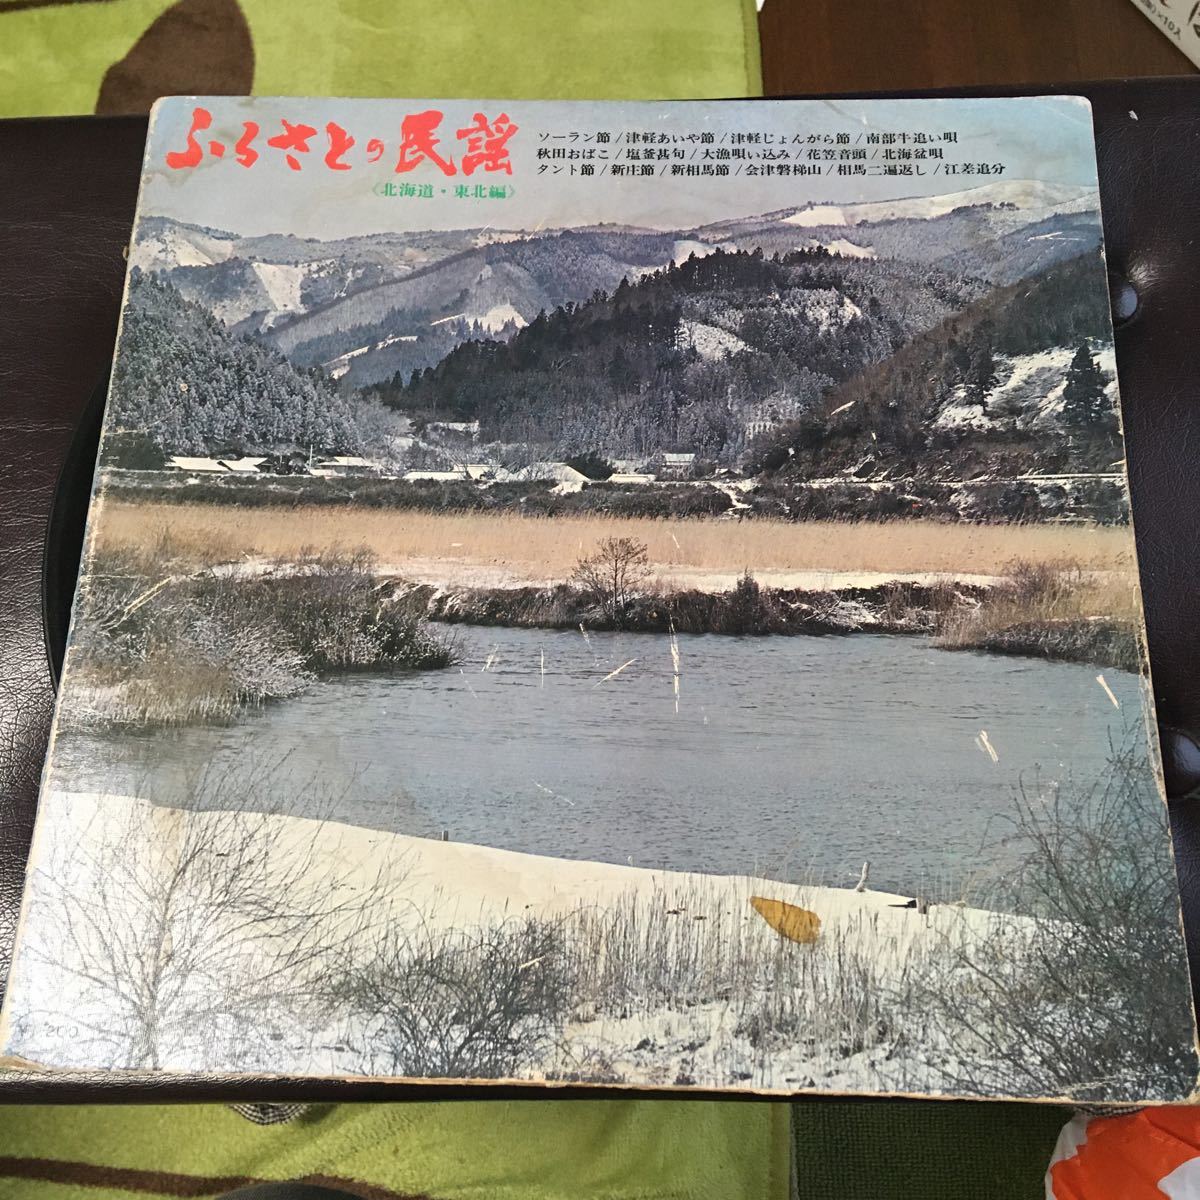 ふるさとの民謡
《北海道・東北編》
ソーラン節/津軽あいや節/津軽じょんがら節/南部牛追い唄
秋田おばこ/塩釜甚句/大漁唄い込み/花笠音頭/北海盆唄
タント節/新庄節/新相馬節/会津磐梯山/相馬二遍返し/江差追分
)×10入